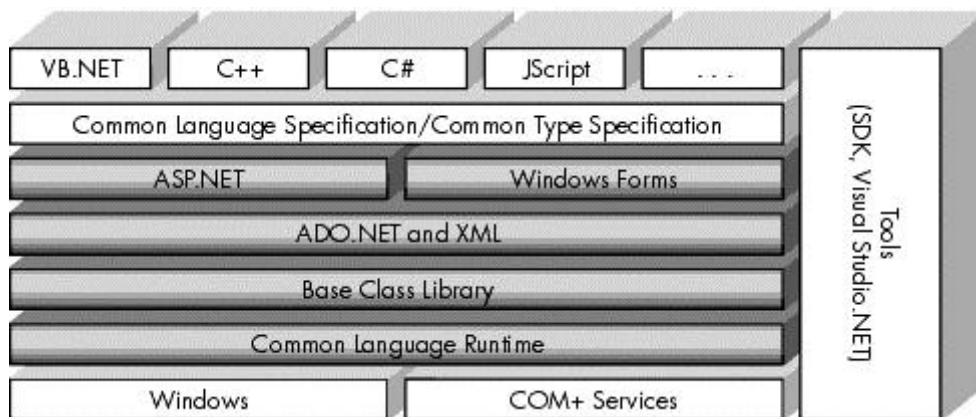 VB.NET
C++
C#
JScript
. . .
Common Language Specification/Common Type Specification
ASP.NET
Windows Forms
ADO.NET and XML
Base Class Library
Common Language Runtime
Windows
COM+ Services
Tools
(SDK, Visual Studio.NET)